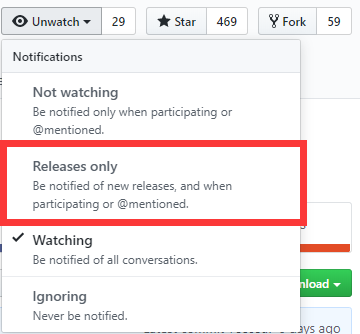 Unwatch 29 Star 469 Fork 59
Notifications
Not watching
Be notified only when participating or
@mentioned.
Releases only
Be notified of new releases, and when
participating or @mentioned.
Watching
Be notified of all conversations.
nload
Ignoring
Never be notified.
days ago